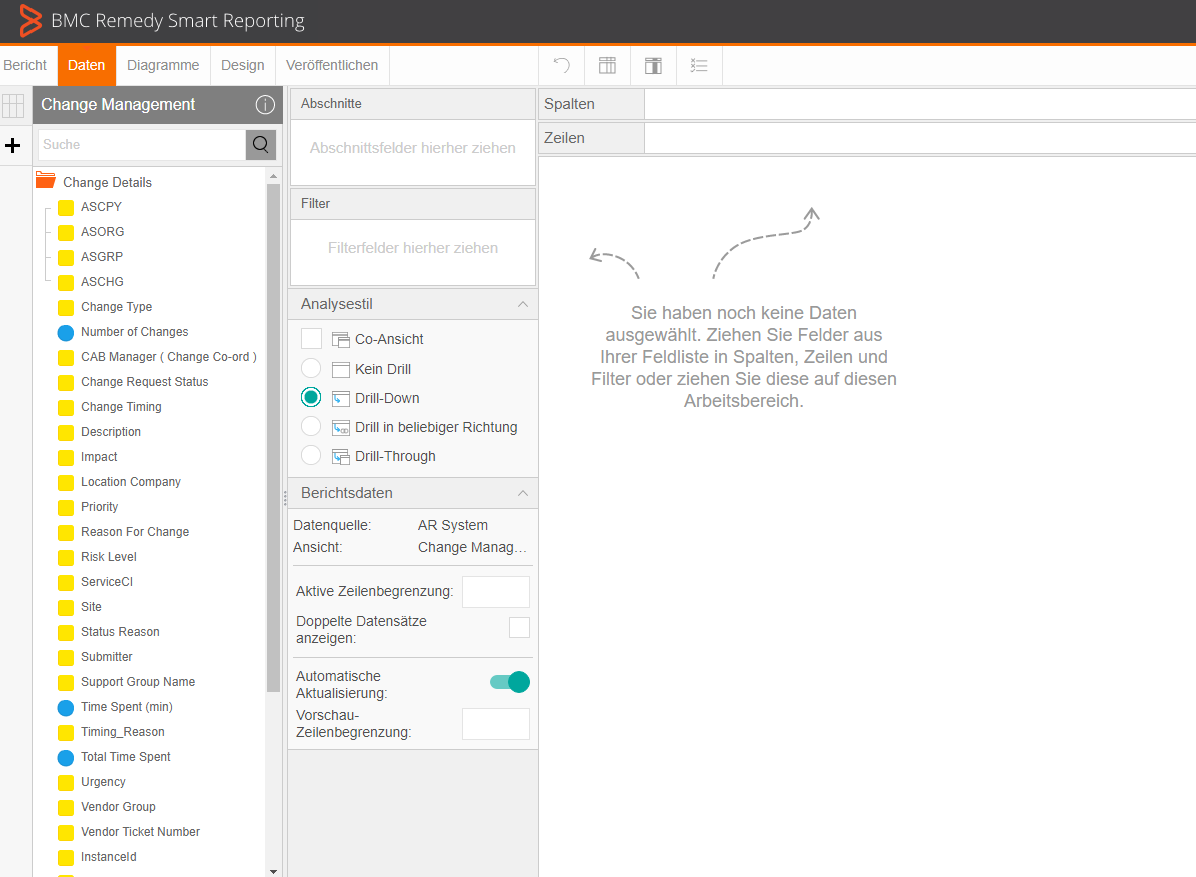 BMC Remedy Smart Reporting
Bericht
Daten
Diagramme
Design
Veröffentlichen
Change Management
Suche
Change Details
ASCPY
ASORG
ASGRP
ASCHG
Change Type
Number of Changes
CAB Manager ( Change Co-ord )
Change Request Status
Change Timing
Description
Impact
Location Company
Priority
Reason For Change
Risk Level
ServiceCI
Site
Status Reason
Submitter
Support Group Name
Time Spent (min)
Timing_Reason
Total Time Spent
Urgency
Vendor Group
Vendor Ticket Number
InstanceId
Abschnitte
Abschnittsfelder hierher ziehen
Filter
Filterfelder hierher ziehen
Analysestil
Co-Ansicht
Kein Drill
Drill-Down
Drill in beliebiger Richtung
Drill-Through
Berichtsdaten
Datenquelle: AR System
Ansicht: Change Manag...
Aktive Zeilenbegrenzung:
Doppelte Datensätze
anzeigen:
Automatische
Aktualisierung:
Vorschau-
Zeilenbegrenzung:
Spalten
Zeilen
Sie haben noch keine Daten
ausgewählt. Ziehen Sie Felder aus
Ihrer Feldliste in Spalten, Zeilen und
Filter oder ziehen Sie diese auf diesen
Arbeitsbereich.